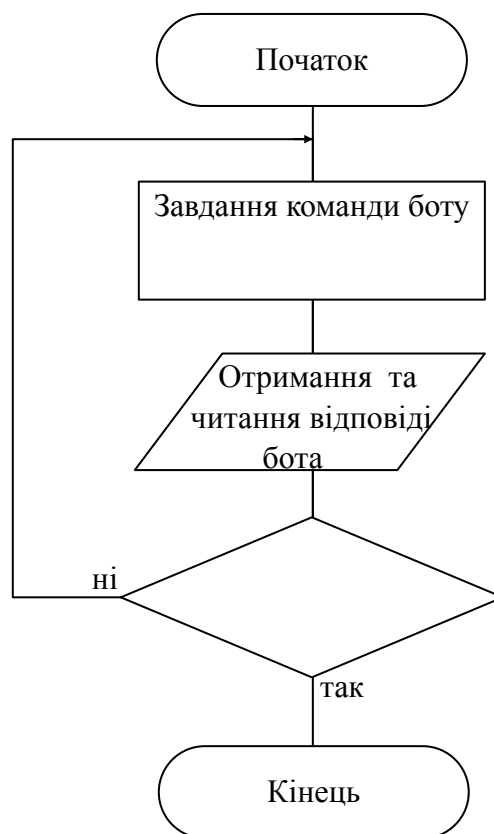 Початок
Завдання команди боту
Отримання та
читання відповіді
бота
ні
так
Кінець